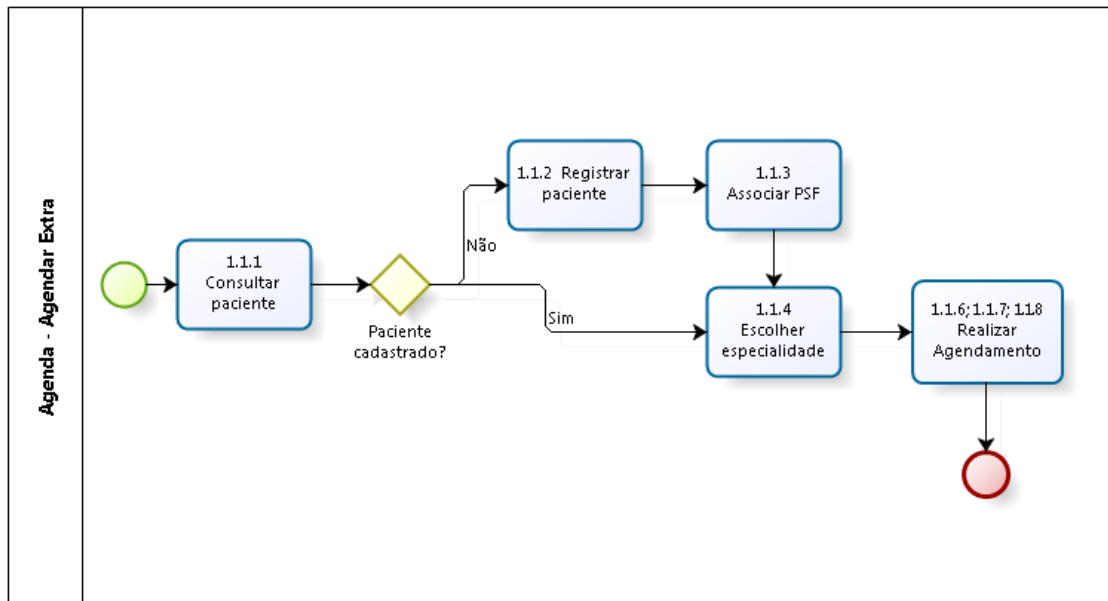 Agenda - Agendar Extra
1.1.1
Consultar
paciente
Paciente
cadastrado?
Não
Sim
1.1.2 Registrar
paciente
1.1.3
Associar PSF
1.1.4
Escolher
especialidade
1.1.6; 1.1.7; 1.1.8
Realizar
Agendamento